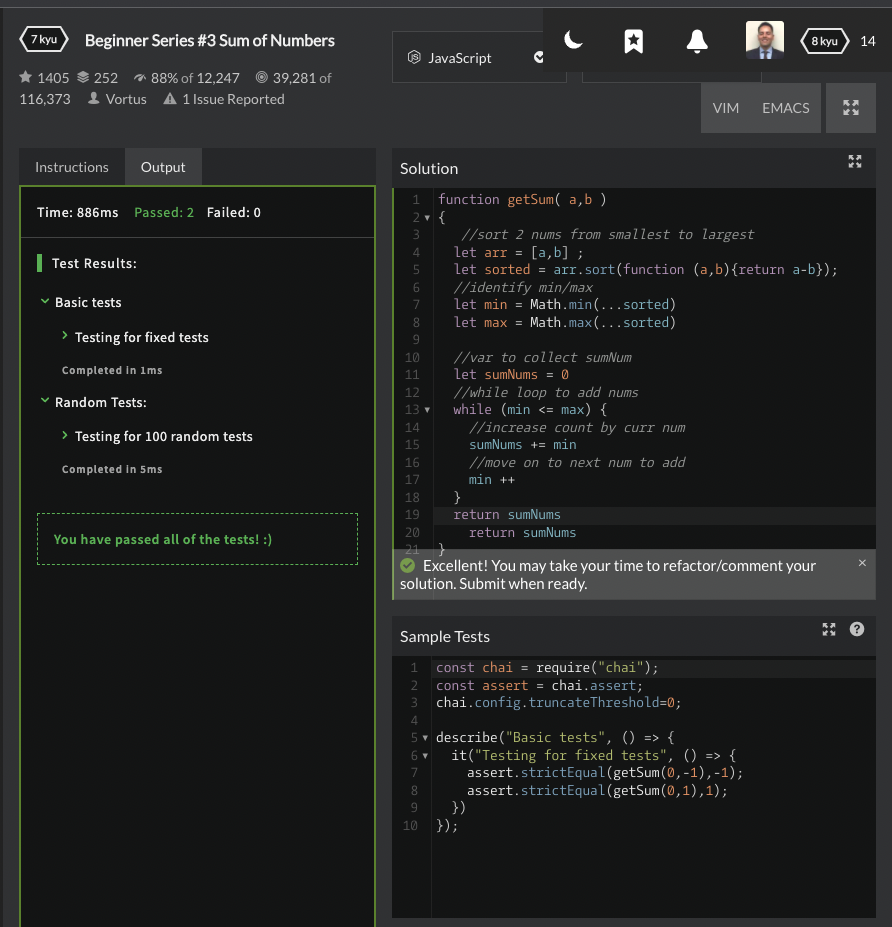 7 kyu Beginner Series #3 Sum of Numbers
1405 252 88% of 12,247 39,281 of
116,373 Vortus 1 Issue Reported
JavaScript
8 kyu 14
VIM EMACS
Instructions Output
Time: 886ms Passed: 2 Failed: 0
Test Results:
Basic tests
Testing for fixed tests
Completed in 1ms
Random Tests:
Testing for 100 random tests
Completed in 5ms
You have passed all of the tests! :)
Solution
1 function getSum( a,b )
2 {
3 //sort 2 nums from smallest to largest
4 let arr = [a,b] ;
5 let sorted = arr.sort(function (a,b){return a-b});
6 //identify min/max
7 let min = Math.min(...sorted)
8 let max = Math.max(...sorted)
9
10 //var to collect sumNum
11 let sumNums = 0
12 //while loop to add nums
13 while (min <= max) {
14 //increase count by curr num
15 sumNums += min
16 //move on to next num to add
17 min ++
18 }
19 return sumNums
20 return sumNums
21 }
Excellent! You may take your time to refactor/comment your
solution. Submit when ready.
×
Sample Tests
?
1 const chai = require("chai");
2 const assert = chai.assert;
3 chai.config.truncateThreshold=0;
4
5 describe("Basic tests", () => {
6 it("Testing for fixed tests", () => {
7 assert.strictEqual(getSum(0,-1),-1);
8 assert.strictEqual(getSum(0,1),1);
9 })
10 });